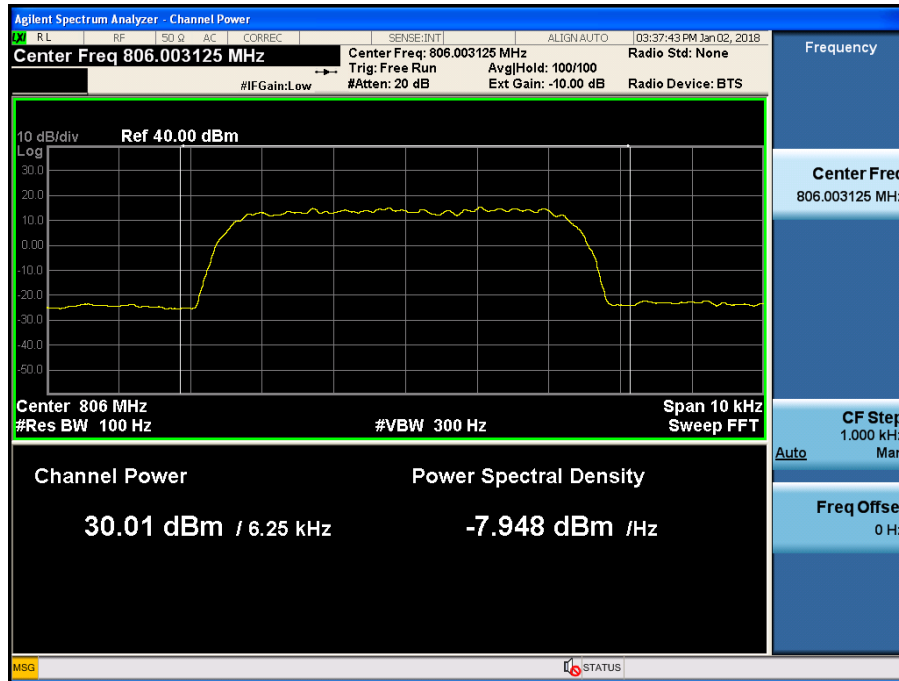 Agilent Spectrum Analyzer - Channel Power
LXI RL RF 50 Ω AC CORREC SENSE:INT ALIGN AUTO 03:37:43 PM Jan 02, 2018
Center Freq 806.003125 MHz
Center Freq: 806.003125 MHz Radio Std: None
Trig: Free Run Avg|Hold: 100/100
#IFGain:Low #Atten: 20 dB Ext Gain: -10.00 dB Radio Device: BTS
10 dB/div Ref 40.00 dBm
Log
30.0
20.0
10.0
0.00
-10.0
-20.0
-30.0
-40.0
-50.0
Center 806 MHz Span 10 kHz
#Res BW 100 Hz #VBW 300 Hz Sweep FFT
Channel Power Power Spectral Density
30.01 dBm / 6.25 kHz -7.948 dBm /Hz
MSG STATUS
Frequency
Center Freq
806.003125 MHz
CF Step
1.000 kHz
Auto Man
Freq Offset
0 Hz